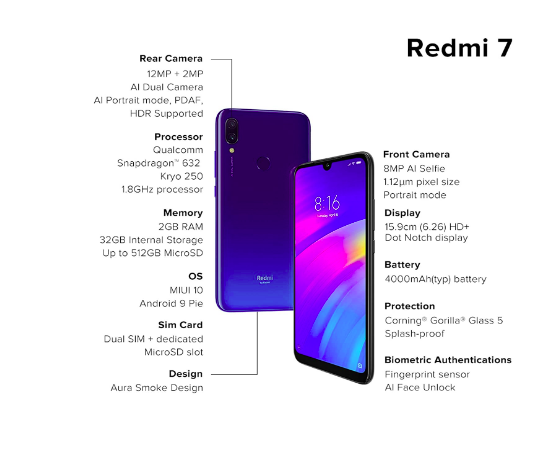 Redmi 7
Rear Camera
12MP + 2MP
AI Dual Camera
AI Portrait mode, PDAF,
HDR Supported
Processor
Qualcomm
Snapdragon™ 632
Kryo 250
1.8GHz processor
Memory
2GB RAM
32GB Internal Storage
Up to 512GB MicroSD
OS
MIUI 10
Android 9 Pie
Sim Card
Dual SIM + dedicated
MicroSD slot
Design
Aura Smoke Design
Redmi
8:16
Front Camera
8MP AI Selfie
1.12μm pixel size
Portrait mode
Display
15.9cm (6.26) HD+
Dot Notch display
Battery
4000mAh(typ) battery
Protection
Corning® Gorilla® Glass 5
Splash-proof
Biometric Authentications
Fingerprint sensor
AI Face Unlock